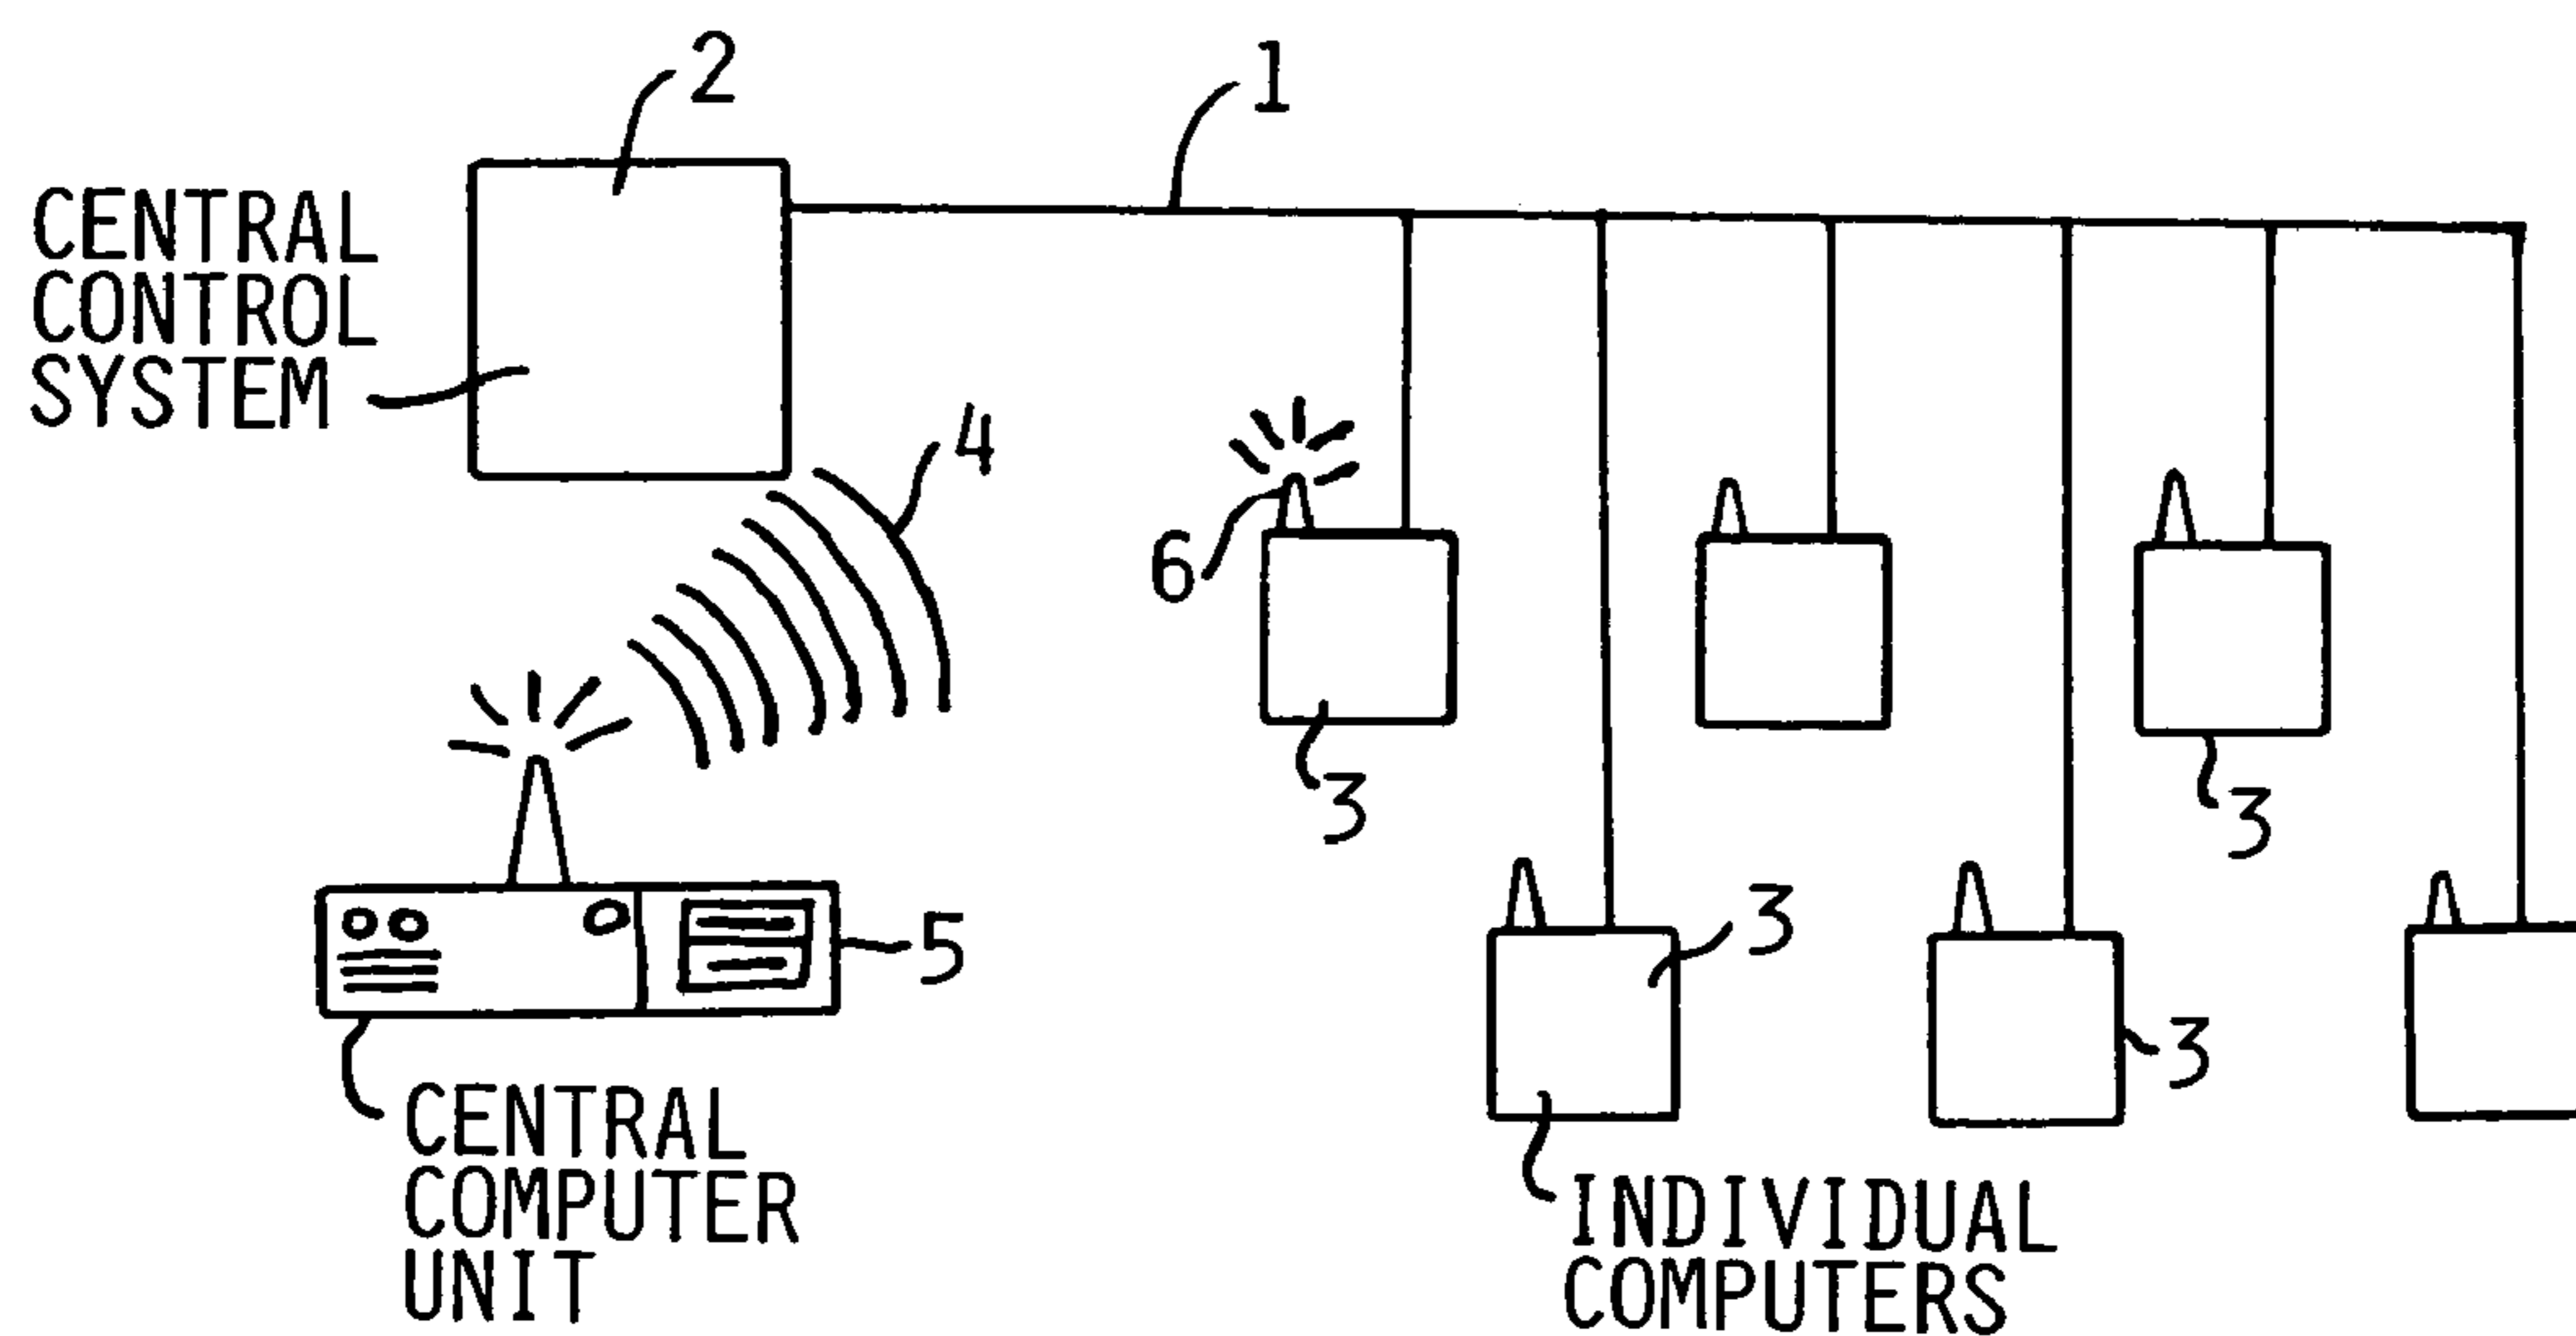 2
1
CENTRAL
CONTROL
SYSTEM
4
6
3
3
3
5
3
CENTRAL
COMPUTER
UNIT
INDIVIDUAL
COMPUTERS